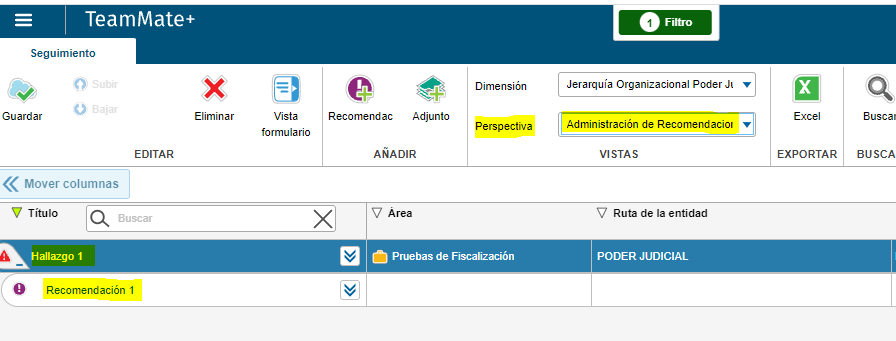 TeamMate+
1 Filtro
Seguimiento
Guardar
Subir
Bajar
Eliminar
Vista
formulario
EDITAR
Recomendac
Adjunto
AÑADIR
Dimensión
Jerarquía Organizacional Poder Ju
Perspectiva
Administración de Recomendacion
VISTAS
Excel
EXPORTAR
Buscar
BUSCA
Mover columnas
Título
Buscar
Área
Ruta de la entidad
Hallazgo 1
Pruebas de Fiscalización
PODER JUDICIAL
Recomendación 1